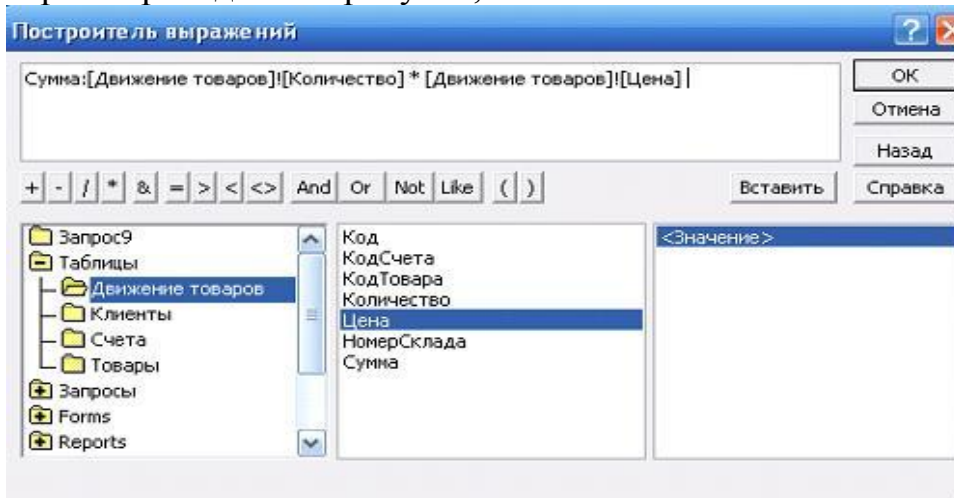 Построитель выражений
Сумма:[Движение товаров]![Количество] * [Движение товаров]![Цена]
ОК
Отмена
Назад
+ - / * & = > < <> And Or Not Like ( )
Вставить
Справка
Запрос9
Таблицы
Движение товаров
Клиенты
Счета
Товары
Запросы
Forms
Reports
Код
КодСчета
КодТовара
Количество
Цена
НомерСклада
Сумма
<Значение>